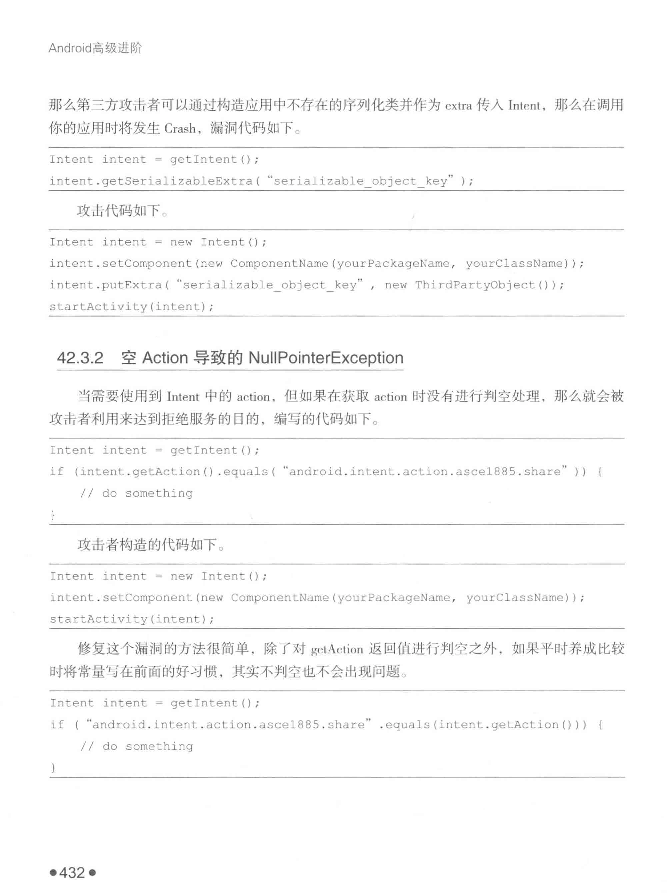 Android高级进阶
那么第三方攻击者可以通过构造应用中不存在的序列化类并作为 extra 传入 Intent，那么在调用
你的应用时将发生 Crash，漏洞代码如下。
Intent intent = getIntent();
intent.getSerializableExtra( “serializable_object_key” );
攻击代码如下。
Intent intent = new Intent();
intent.setComponent(new ComponentName(yourPackageName, yourClassName));
intent.putExtra( “serializable_object_key” , new ThirdPartyObject());
startActivity(intent);
42.3.2 空 Action 导致的 NullPointerException
当需要使用到 Intent 中的 action，但如果在获取 action 时没有进行判空处理，那么就会被
攻击者利用来达到拒绝服务的目的，编写的代码如下。
Intent intent = getIntent();
if (intent.getAction().equals( “android.intent.action.asce1885.share” )) {
// do something
}
攻击者构造的代码如下。
Intent intent = new Intent();
intent.setComponent(new ComponentName(yourPackageName, yourClassName));
startActivity(intent);
修复这个漏洞的方法很简单，除了对 getAction 返回值进行判空之外，如果平时养成比较
时将常量写在前面的好习惯，其实不判空也不会出现问题。
Intent intent = getIntent();
if ( “android.intent.action.asce1885.share” .equals(intent.getAction())) {
// do something
}
●432●